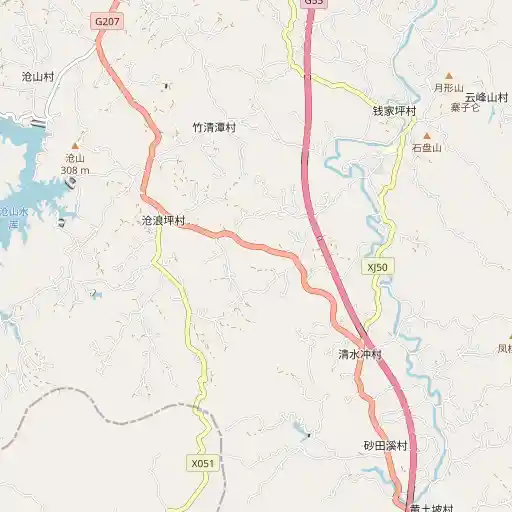 G55
G207
沧山村
月形山
云峰山村
寨子仑
钱家坪村
竹清潭村
石盘山
沧山
308 m
沧山水
库
沧浪坪村
XJ50
清水冲村
砂田溪村
X051
黄土坡村